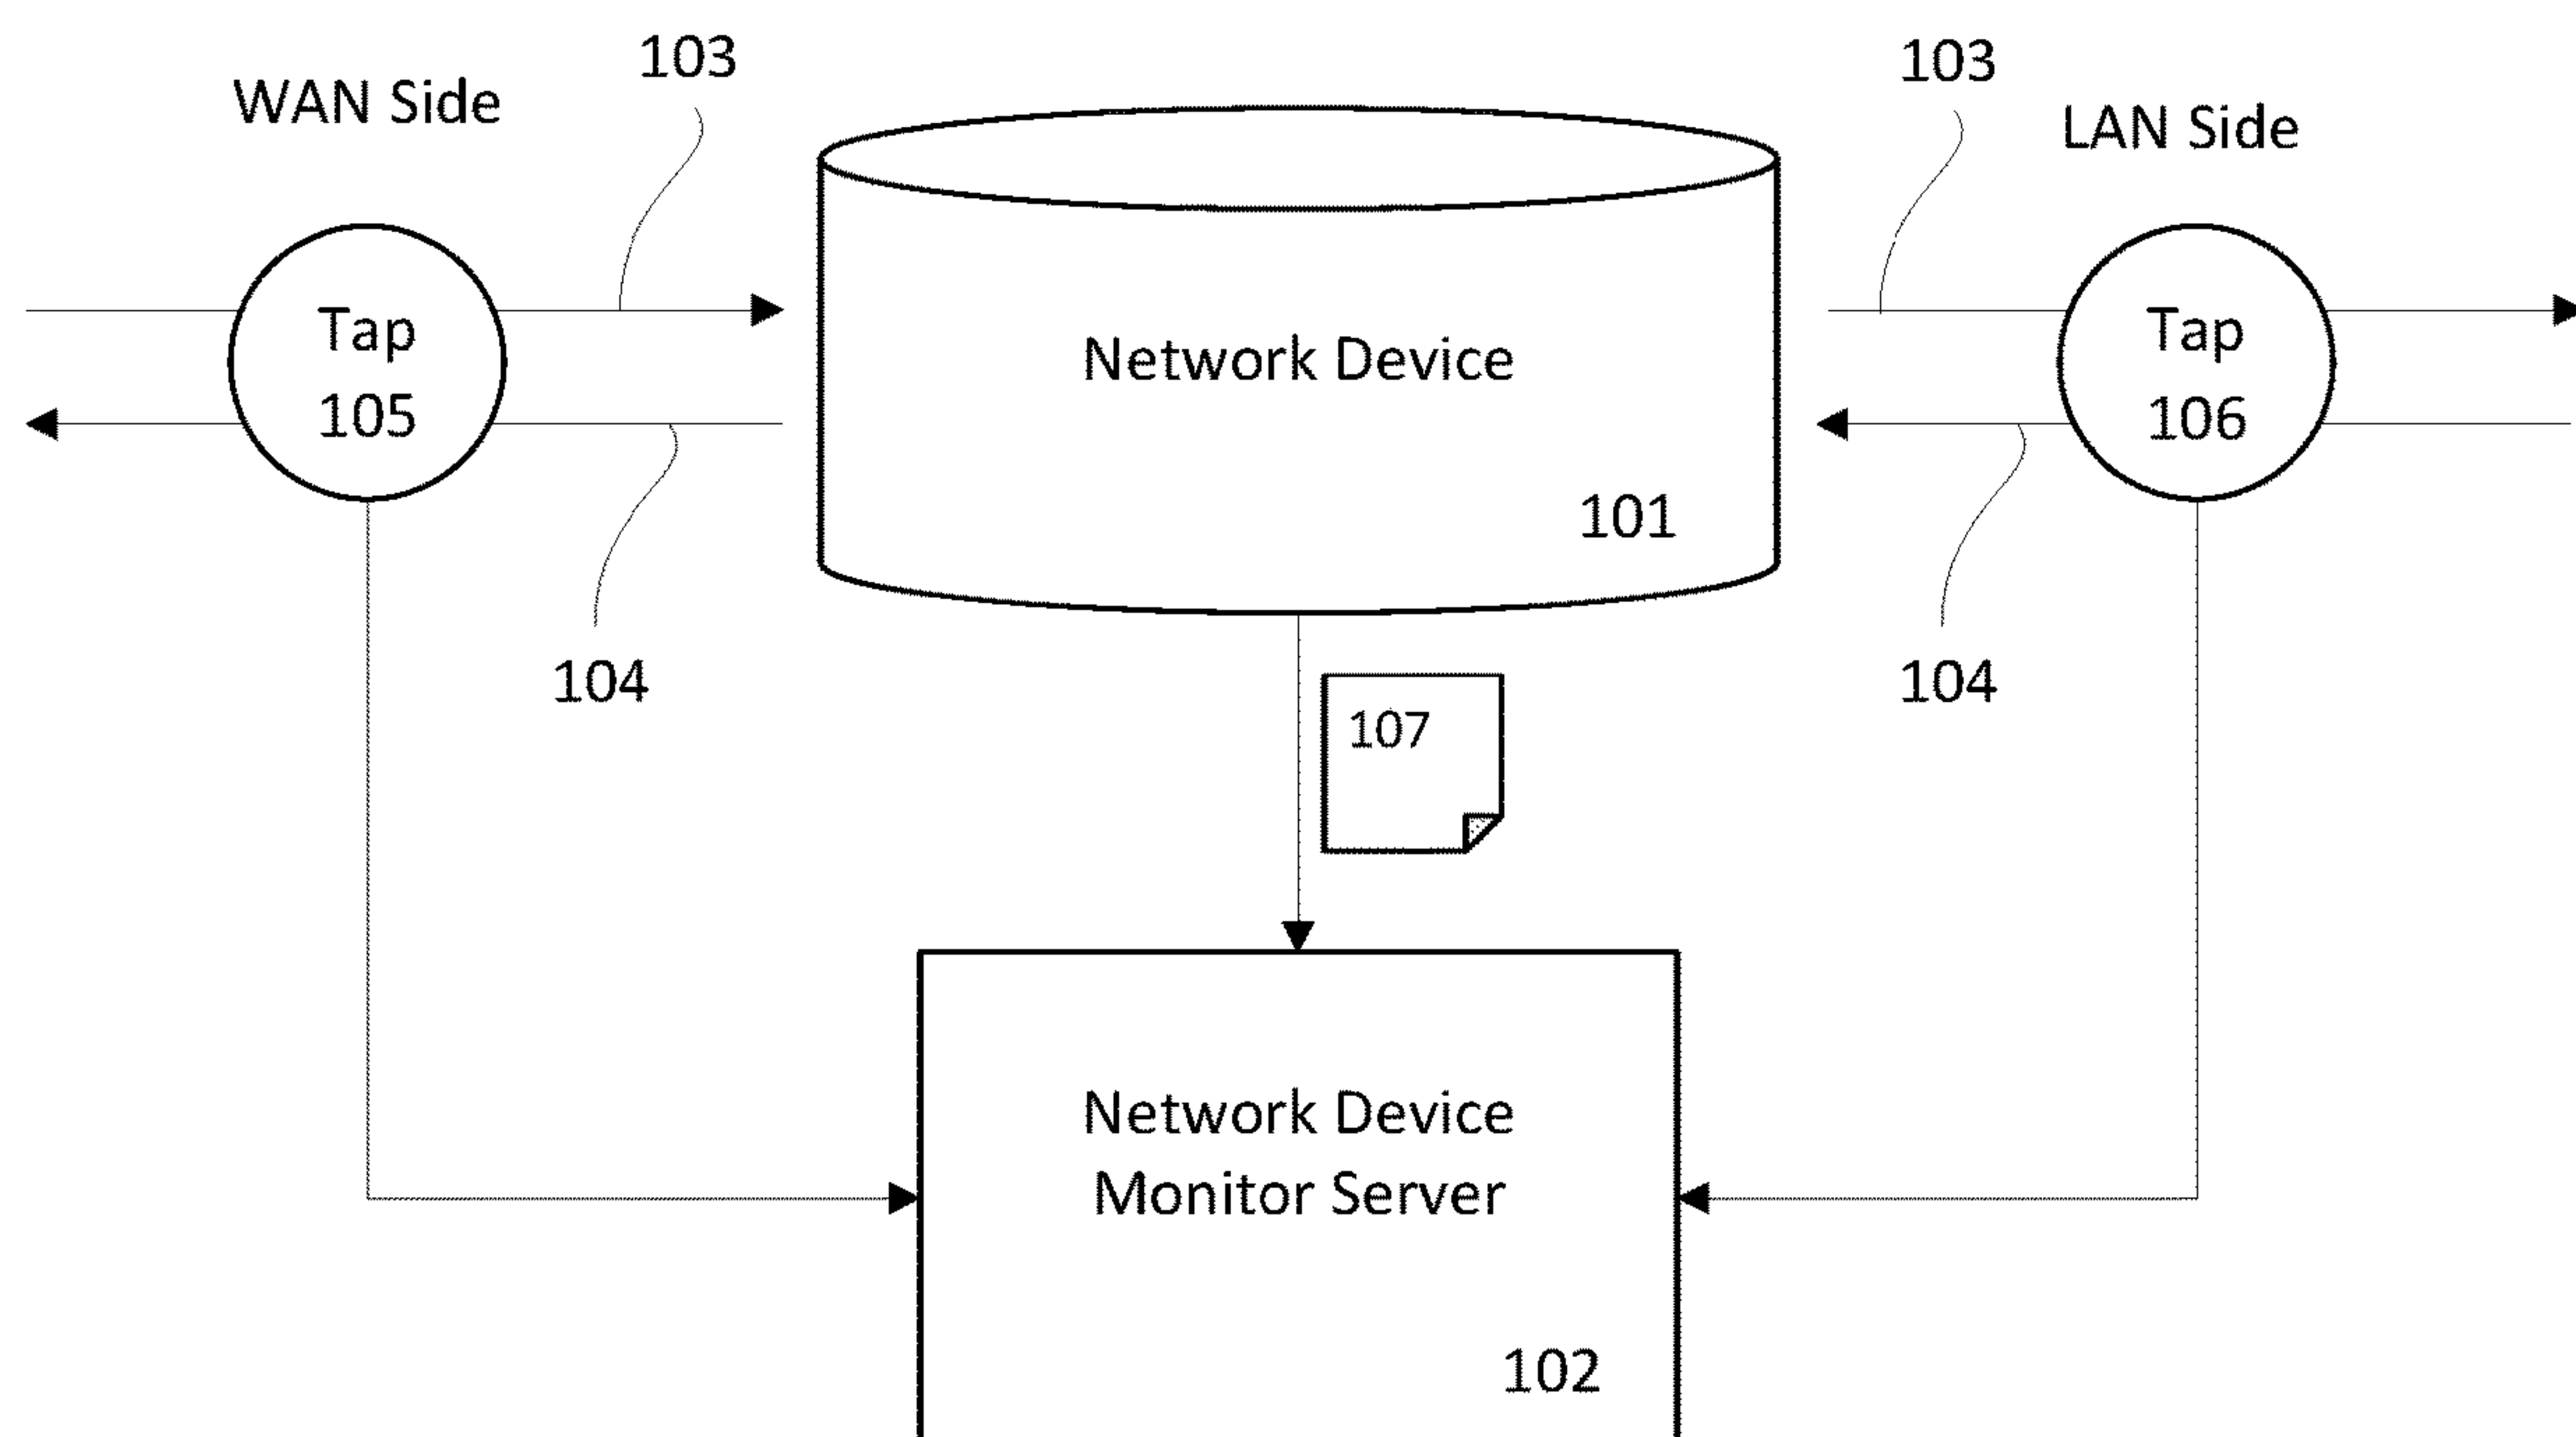 103
103
WAN Side
LAN Side
Tap
105
Network Device
101
Tap
106
104
104
107
Network Device
Monitor Server
102